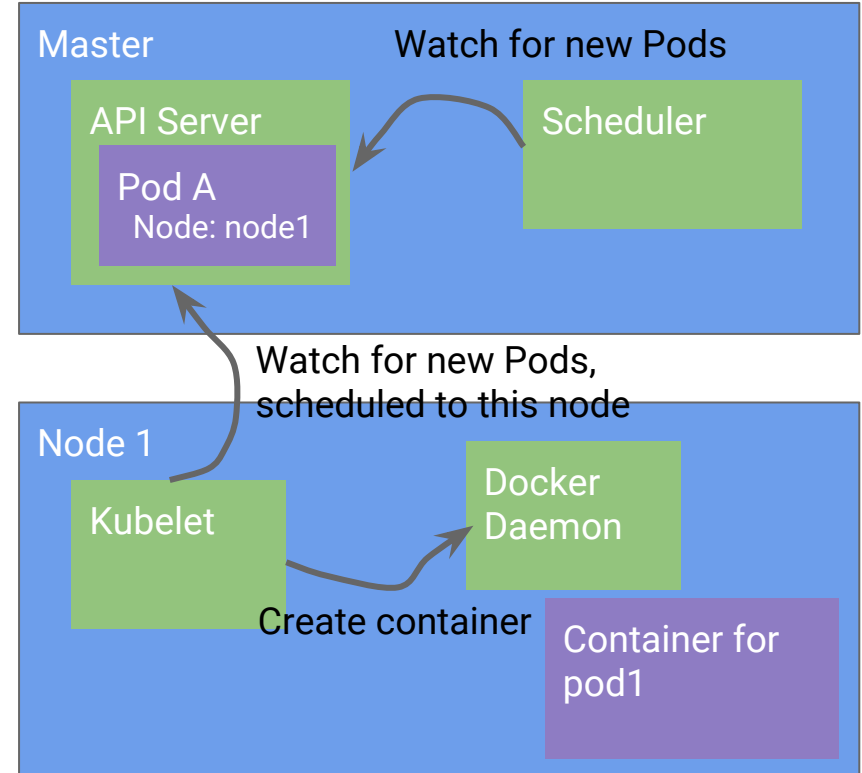 Master
Watch for new Pods
API Server
Scheduler
Pod A
Node: node1
Watch for new Pods,
scheduled to this node
Node 1
Docker
Daemon
Kubelet
Create container
Container for
pod1